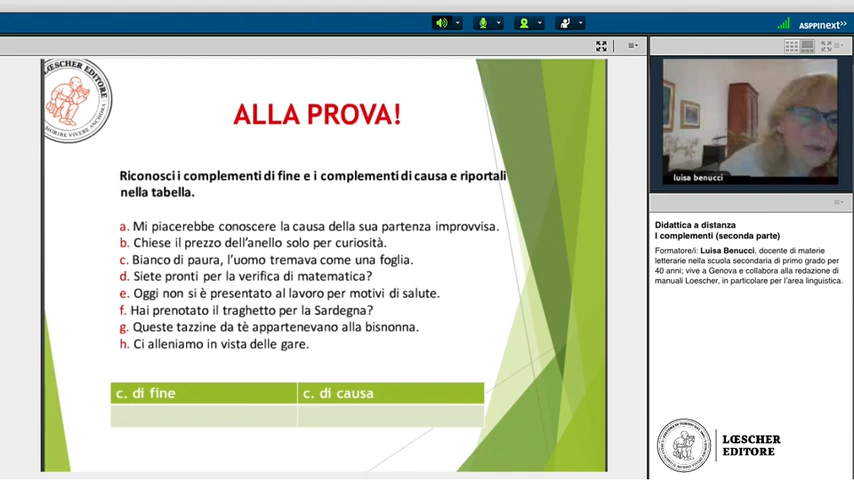 ASPPInext»
LŒSCHER EDITORE
MORIRE VIVERE ANCHORA
ALLA PROVA!
Riconosci i complementi di fine e i complementi di causa e riportali
nella tabella.
a. Mi piacerebbe conoscere la causa della sua partenza improvvisa.
b. Chiese il prezzo dell'anello solo per curiosità.
c. Bianco di paura, l'uomo tremava come una foglia.
d. Siete pronti per la verifica di matematica?
e. Oggi non si è presentato al lavoro per motivi di salute.
f. Hai prenotato il traghetto per la Sardegna?
g. Queste tazzine da tè appartenevano alla bisnonna.
h. Ci alleniamo in vista delle gare.
c. di fine c. di causa
luisa benucci
Didattica a distanza
I complementi (seconda parte)
Formatore/i: Luisa Benucci, docente di materie
letterarie nella scuola secondaria di primo grado per
40 anni; vive a Genova e collabora alla redazione di
manuali Loescher, in particolare per l'area linguistica.
LŒSCHER
EDITORE